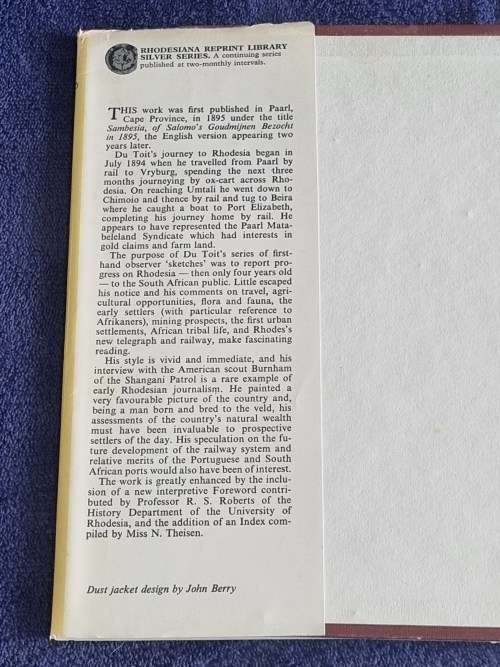 RHODESIANA REPRINT LIBRARY
SILVER SERIES. A continuing series
published at two-monthly intervals.
THIS work was first published in Paarl,
Cape Province, in 1895 under the title
Sambesia, of Salomo's Goudmijnen Bezocht
in 1895, the English version appearing two
years later.
Du Toit's journey to Rhodesia began in
July 1894 when he travelled from Paarl by
rail to Vryburg, spending the next three
months journeying by ox-cart across Rho-
desia. On reaching Umtali he went down to
Chimoio and thence by rail and tug to Beira
where he caught a boat to Port Elizabeth,
completing his journey home by rail. He
appears to have represented the Paarl Mata-
beleland Syndicate which had interests in
gold claims and farm land.
The purpose of Du Toit's series of first-
hand observer 'sketches' was to report pro-
gress on Rhodesia — then only four years old
— to the South African public. Little escaped
his notice and his comments on travel, agri-
cultural opportunities, flora and fauna, the
early settlers (with particular reference to
Afrikaners), mining prospects, the first urban
settlements, African tribal life, and Rhodes's
new telegraph and railway, make fascinating
reading.
His style is vivid and immediate, and his
interview with the American scout Burnham
of the Shangani Patrol is a rare example of
early Rhodesian journalism. He painted a
very favourable picture of the country and,
being a man born and bred to the veld, his
assessments of the country's natural wealth
must have been invaluable to prospective
settlers of the day. His speculation on the fu-
ture development of the railway system and
relative merits of the Portuguese and South
African ports would also have been of interest.
The work is greatly enhanced by the inclu-
sion of a new interpretive Foreword contri-
buted by Professor R. S. Roberts of the
History Department of the University of
Rhodesia, and the addition of an Index com-
piled by Miss N. Theisen.
Dust jacket design by John Berry